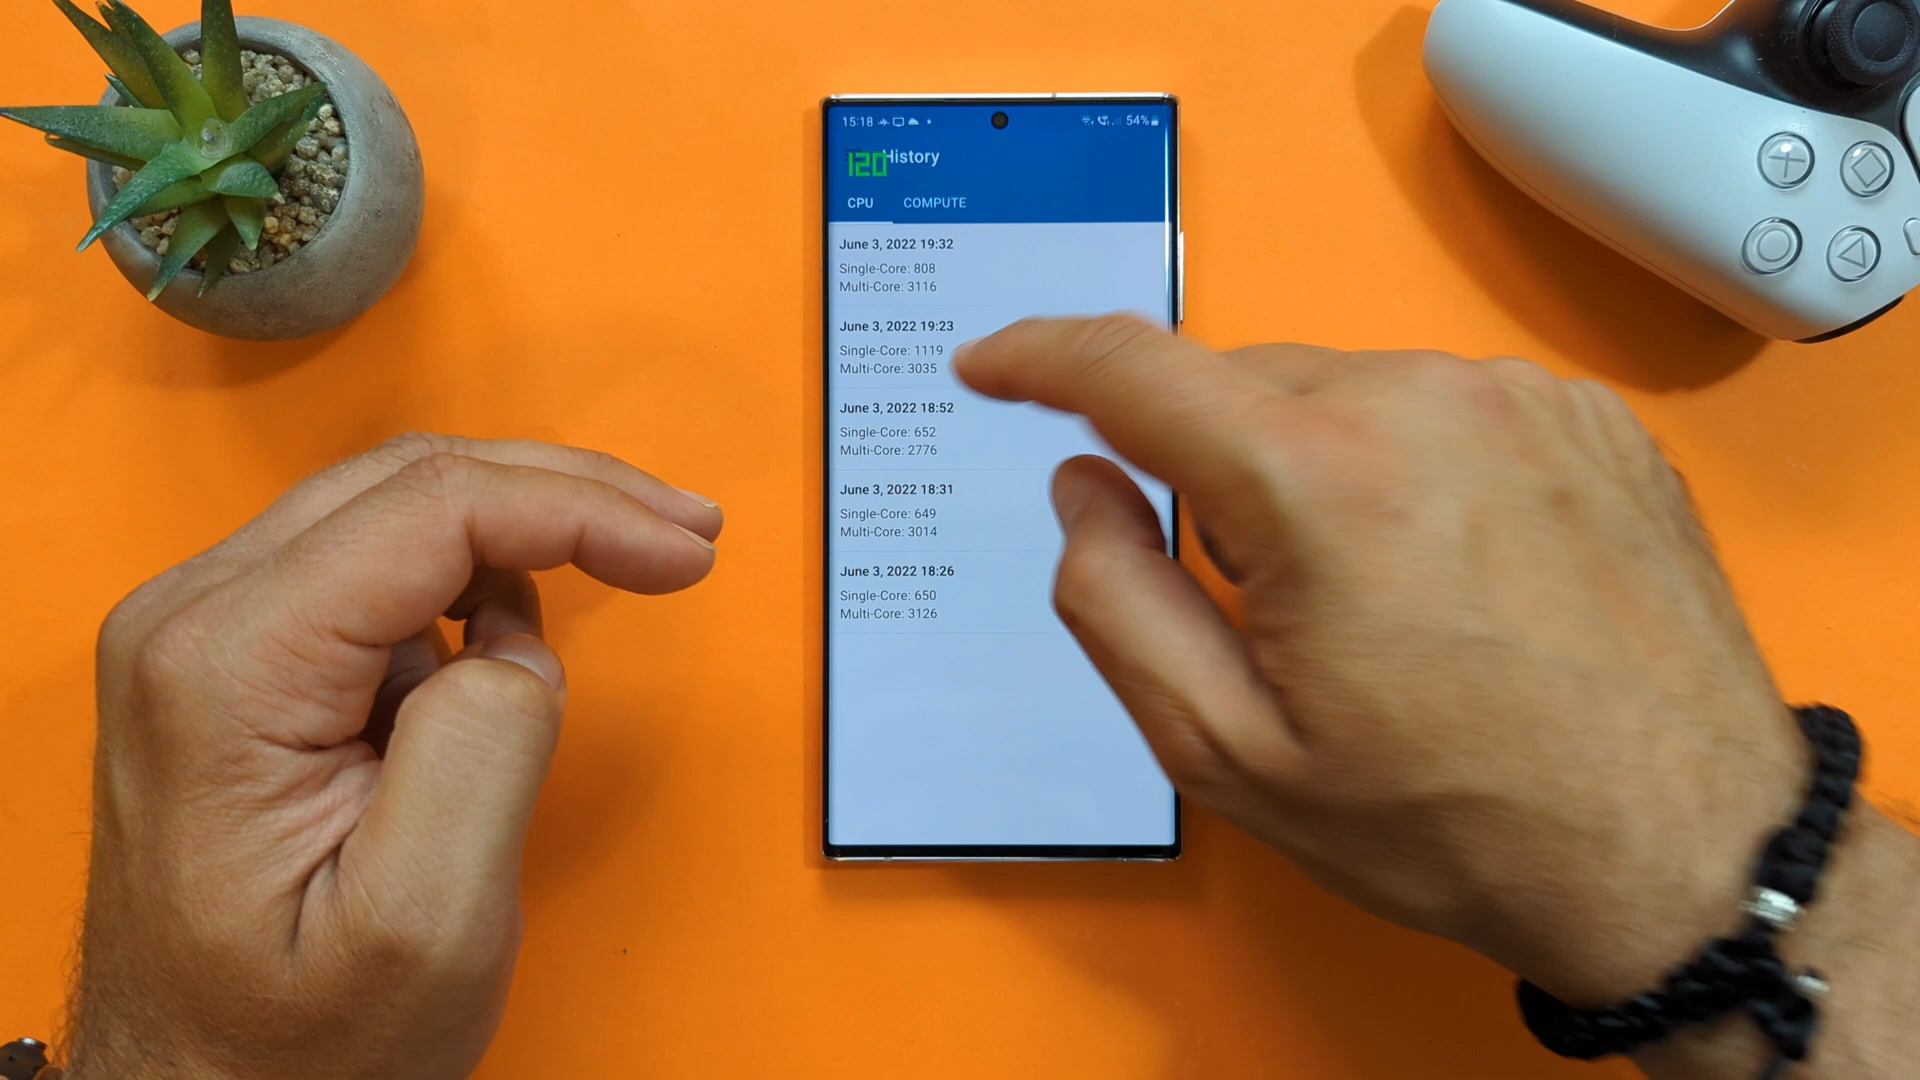 15:18
54%
120
History
CPU COMPUTE
June 3, 2022 19:32
Single-Core: 808
Multi-Core: 3116
June 3, 2022 19:23
Single-Core: 1119
Multi-Core: 3035
June 3, 2022 18:52
Single-Core: 652
Multi-Core: 2776
June 3, 2022 18:31
Single-Core: 649
Multi-Core: 3014
June 3, 2022 18:26
Single-Core: 650
Multi-Core: 3126